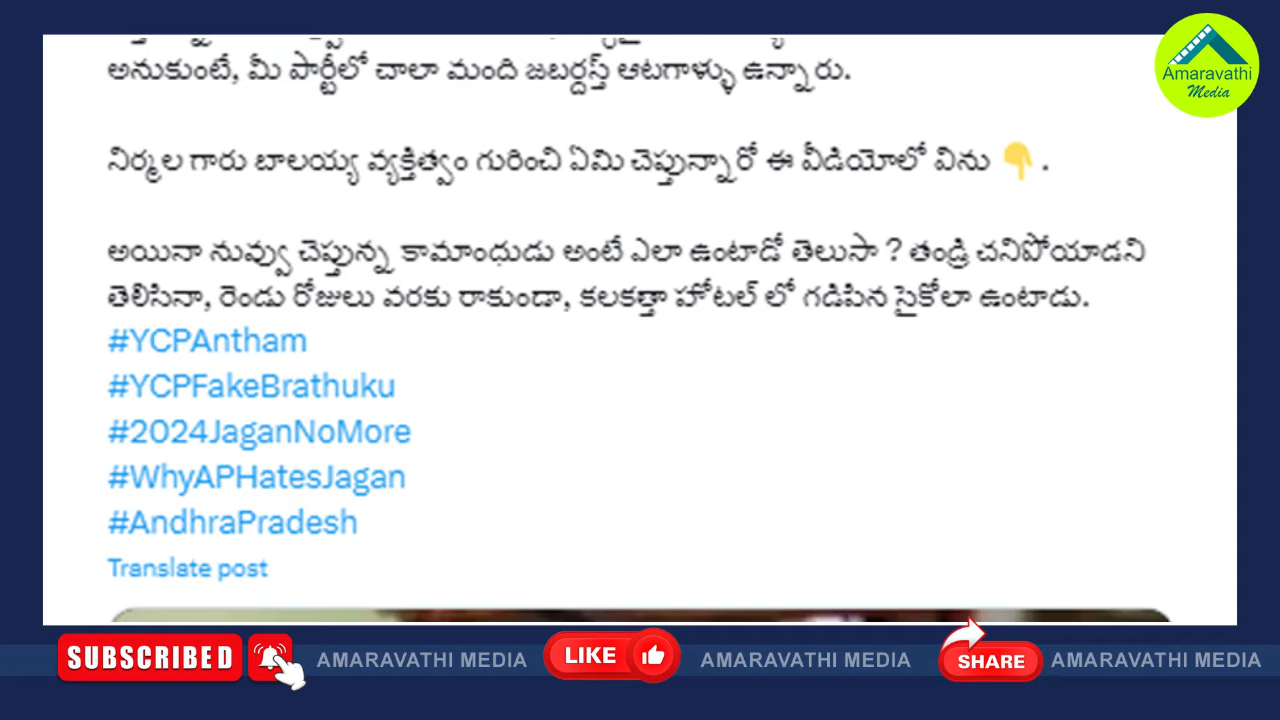 అనుకుంటే, మీ పార్టీలో చాలా మంది జబర్దస్త్ ఆటగాళ్ళు ఉన్నారు.
నిర్మల గారు బాలయ్య వ్యక్తిత్వం గురించి ఏమి చెప్తున్నారో ఈ వీడియోలో విను 👇.
అయినా నువ్వు చెప్తున్న కామాంధుడు అంటే ఎలా ఉంటాడో తెలుసా ? తండ్రి చనిపోయాడని
తెలిసినా, రెండు రోజులు వరకు రాకుండా, కలకత్తా హోటల్ లో గడిపిన సైకోలా ఉంటాడు.
#YCPAntham
#YCPFakeBrathuku
#2024JaganNoMore
#WhyAPHatesJagan
#AndhraPradesh
Translate post
Amaravathi
Media
SUBSCRIBED AMARAVATHI MEDIA LIKE AMARAVATHI MEDIA SHARE AMARAVATHI MEDIA